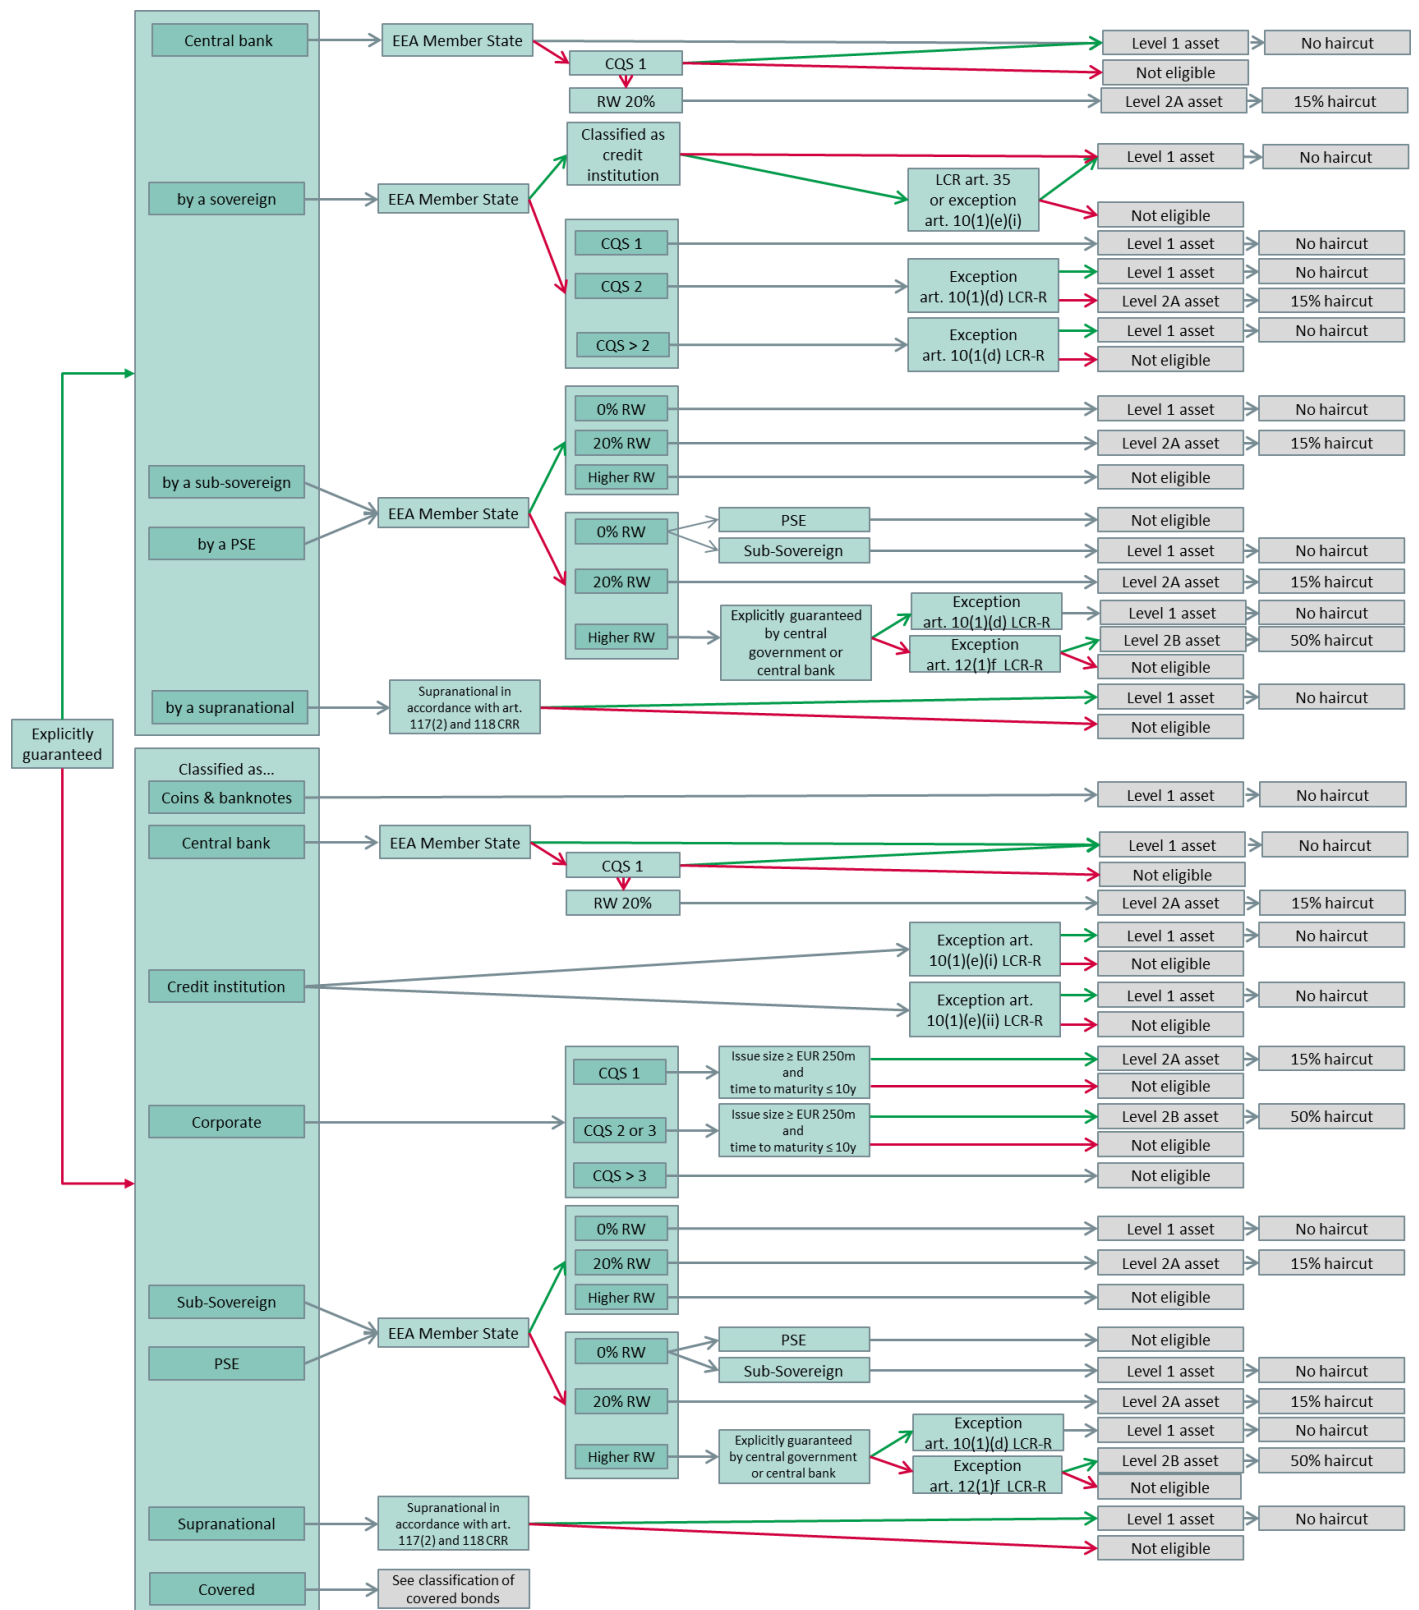 Central bank
EEA Member State
CQS 1
RW 20%
Level 1 asset
No haircut
Not eligible
Level 2A asset
15% haircut
by a sovereign
EEA Member State
Classified as
credit
institution
LCR art. 35
or exception
art. 10(1)(e)(i)
Level 1 asset
No haircut
Not eligible
CQS 1
Level 1 asset
No haircut
CQS 2
Exception
art. 10(1)(d) LCR-R
Level 1 asset
No haircut
Level 2A asset
15% haircut
CQS > 2
Exception
art. 10(1(d) LCR-R
Level 1 asset
No haircut
Not eligible
by a sub-sovereign
by a PSE
EEA Member State
0% RW
Level 1 asset
No haircut
20% RW
Level 2A asset
15% haircut
Higher RW
Not eligible
0% RW
PSE
Not eligible
Sub-Sovereign
Level 1 asset
No haircut
20% RW
Level 2A asset
15% haircut
Higher RW
Explicitly guaranteed
by central
government or
central bank
Exception
art. 10(1)(d) LCR-R
Level 1 asset
No haircut
Exception
art. 12(1)f LCR-R
Level 2B asset
50% haircut
Not eligible
by a supranational
Supranational in
accordance with art.
117(2) and 118 CRR
Level 1 asset
No haircut
Not eligible
Explicitly
guaranteed
Classified as...
Coins & banknotes
Level 1 asset
No haircut
Central bank
EEA Member State
CQS 1
RW 20%
Level 1 asset
No haircut
Not eligible
Level 2A asset
15% haircut
Credit institution
Exception art.
10(1)(e)(i) LCR-R
Level 1 asset
No haircut
Not eligible
Exception art.
10(1)(e)(ii) LCR-R
Level 1 asset
No haircut
Not eligible
Corporate
CQS 1
Issue size ≥ EUR 250m
and
time to maturity ≤ 10y
Level 2A asset
15% haircut
Not eligible
CQS 2 or 3
Issue size ≥ EUR 250m
and
time to maturity ≤ 10y
Level 2B asset
50% haircut
Not eligible
CQS > 3
Not eligible
Sub-Sovereign
PSE
EEA Member State
0% RW
Level 1 asset
No haircut
20% RW
Level 2A asset
15% haircut
Higher RW
Not eligible
0% RW
PSE
Not eligible
Sub-Sovereign
Level 1 asset
No haircut
20% RW
Level 2A asset
15% haircut
Higher RW
Explicitly guaranteed
by central government
or central bank
Exception
art. 10(1)(d) LCR-R
Level 1 asset
No haircut
Exception
art. 12(1)f LCR-R
Level 2B asset
50% haircut
Not eligible
Supranational
Supranational in
accordance with art.
117(2) and 118 CRR
Level 1 asset
No haircut
Not eligible
Covered
See classification of
covered bonds